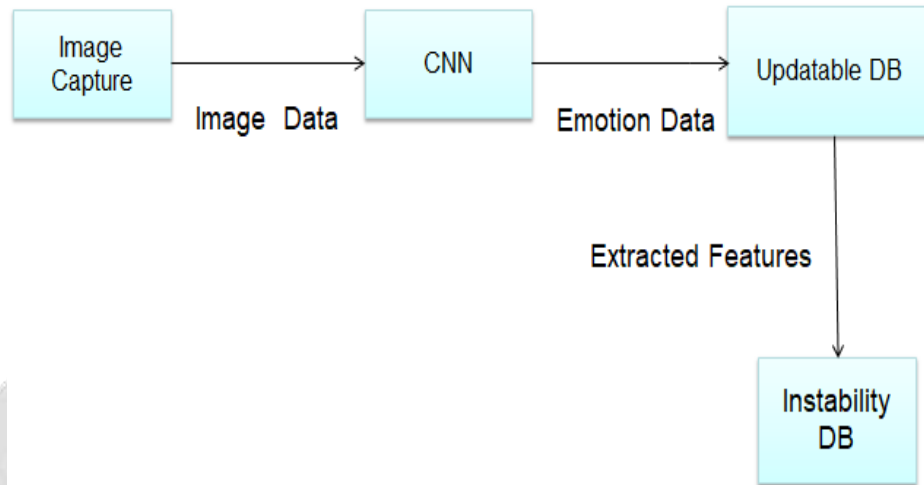 Image
Capture
CNN
Updatable DB
Image Data
Emotion Data
Extracted Features
Instability
DB